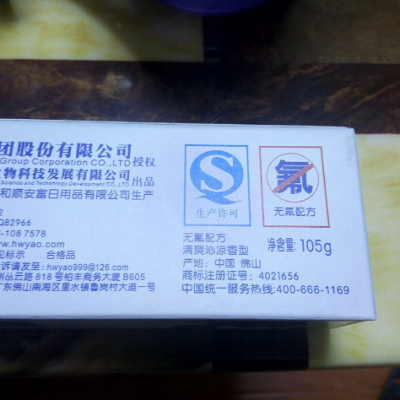 团股份有限公司
Group Corporation CO.,LTD 授权
物科技发展有限公司
Science and Technology Development CO.,LTD 出品
和顺安富日用品有限公司生产
2
QB2966
-108 7578
www.hwyao.com
见标示 合格品
诉请发至: hwyao999@126.com
州丛云路 818 号柏丰商务大厦 B605
东佛山南海区里水镇鲁岗村大道一号
生产许可
氟
无氟配方
无氟配方
清爽沁凉香型 净含量: 105g
产地: 中国 佛山
商标注册证号: 4021656
中国统一服务热线:400-666-1169